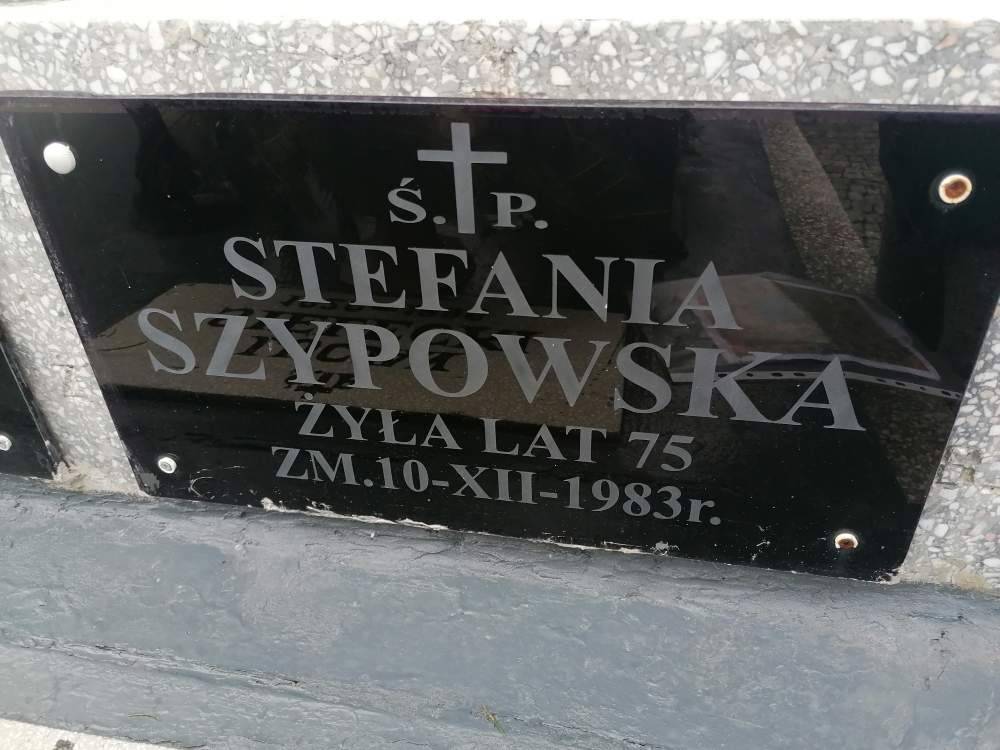 Ś. P.
STEFANIA
SZYPOWSKA
ŻYŁA LAT 75
ZM.10-XII-1983r.